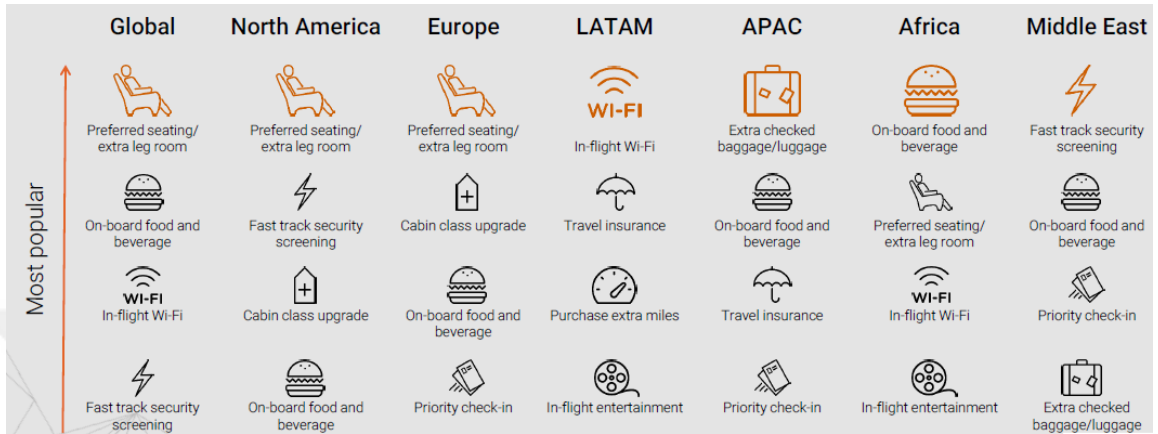 Global North America Europe LATAM APAC Africa Middle East
Most popular
WI-FI
Preferred seating/ Preferred seating/ Preferred seating/ In-flight Wi-Fi Extra checked On-board food and Fast track security
extra leg room extra leg room extra leg room baggage/luggage beverage screening
On-board food and Fast track security Cabin class upgrade Travel insurance On-board food and Preferred seating/ On-board food and
beverage screening beverage extra leg room beverage
WI-FI WI-FI
In-flight Wi-Fi Cabin class upgrade On-board food and Purchase extra miles Travel insurance In-flight Wi-Fi Priority check-in
beverage
Fast track security On-board food and Priority check-in In-flight entertainment Priority check-in In-flight entertainment Extra checked
screening beverage baggage/luggage